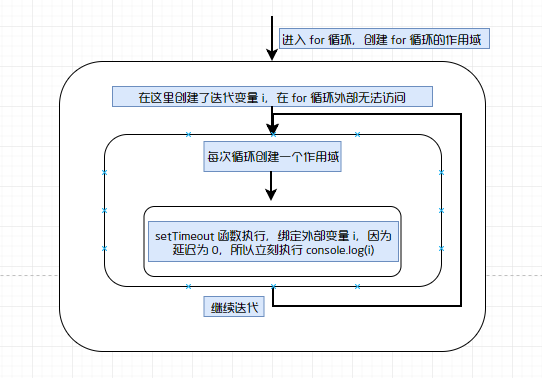 进入 for 循环，创建 for 循环的作用域
在这里创建了迭代变量 i，在 for 循环外部无法访问
每次循环创建一个作用域
setTimeout 函数执行，绑定外部变量 i，因为
延迟为 0，所以立刻执行 console.log(i)
继续迭代